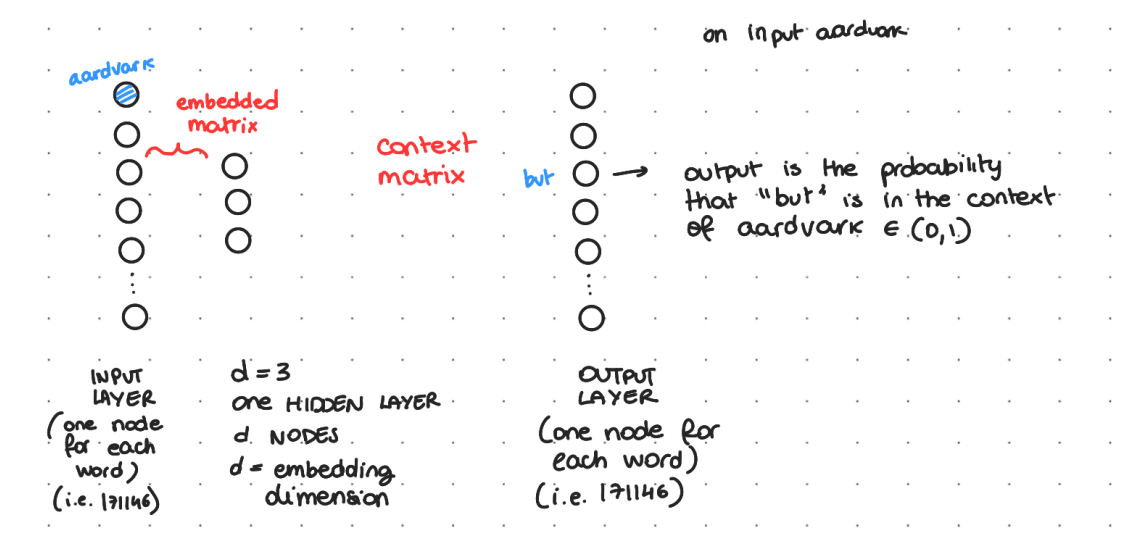 on input aardvark
aardvark
embedded
matrix
context
matrix
but
→ output is the probability
that "but" is in the context
of aardvark ∈ (0,1)
INPUT
LAYER
(one node
for each
word)
(i.e. 171146)
d = 3
one HIDDEN LAYER
d NODES
d = embedding
dimension
OUTPUT
LAYER
(one node for
each word)
(i.e. 171146)